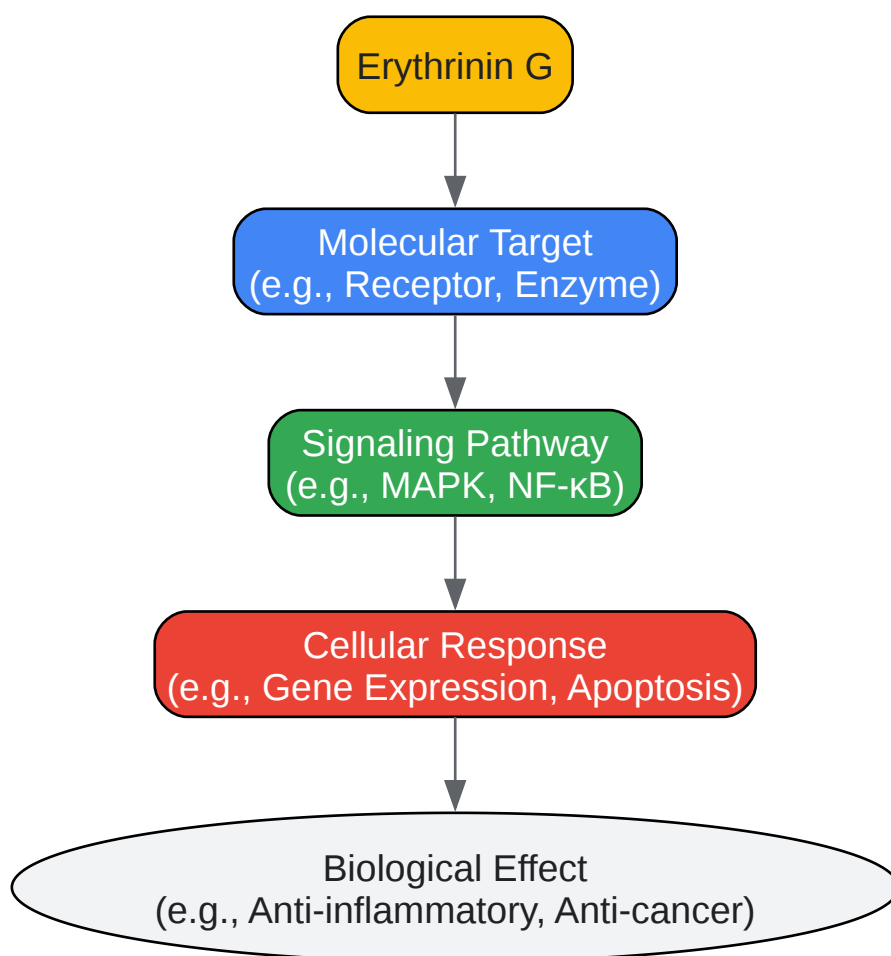 Erythrinin G
Molecular Target
(e.g., Receptor, Enzyme)
Signaling Pathway
(e.g., MAPK, NF-κB)
Cellular Response
(e.g., Gene Expression, Apoptosis)
Biological Effect
(e.g., Anti-inflammatory, Anti-cancer)